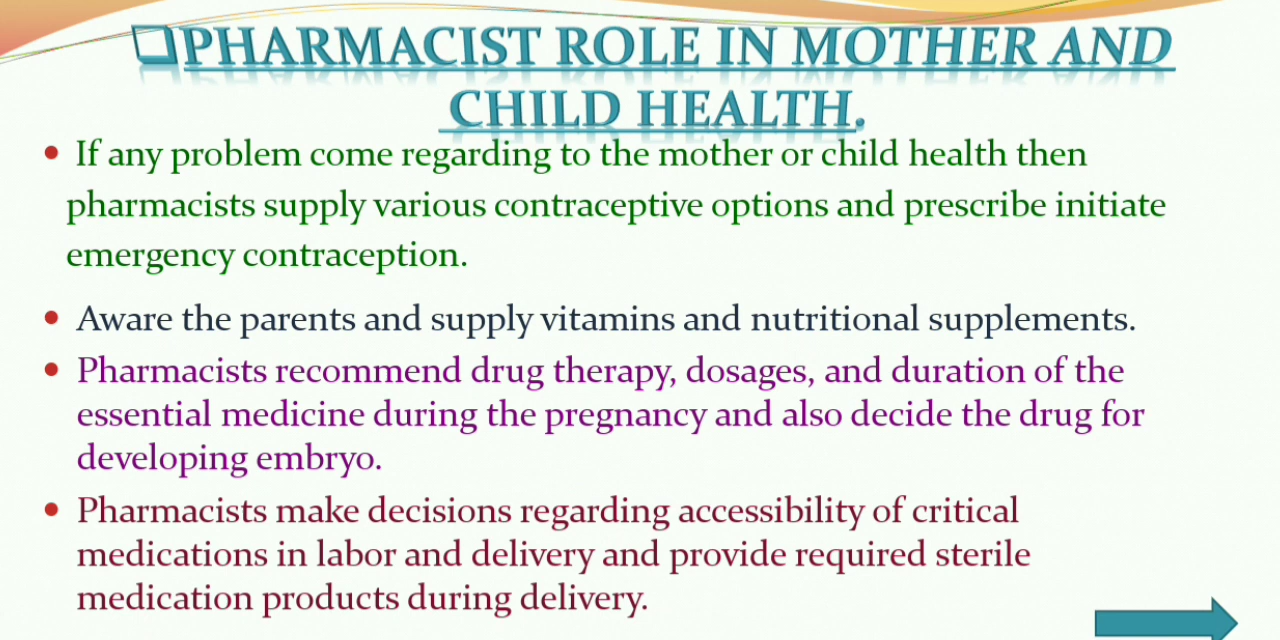 ❑PHARMACIST ROLE IN MOTHER AND
CHILD HEALTH.
• If any problem come regarding to the mother or child health then
pharmacists supply various contraceptive options and prescribe initiate
emergency contraception.
• Aware the parents and supply vitamins and nutritional supplements.
• Pharmacists recommend drug therapy, dosages, and duration of the
essential medicine during the pregnancy and also decide the drug for
developing embryo.
• Pharmacists make decisions regarding accessibility of critical
medications in labor and delivery and provide required sterile
medication products during delivery.